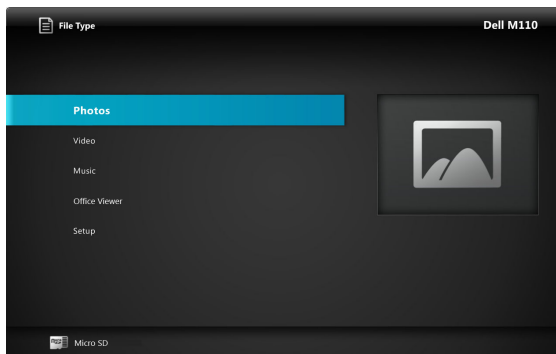 File Type
Dell M110
Photos
Video
Music
Office Viewer
Setup
Micro SD